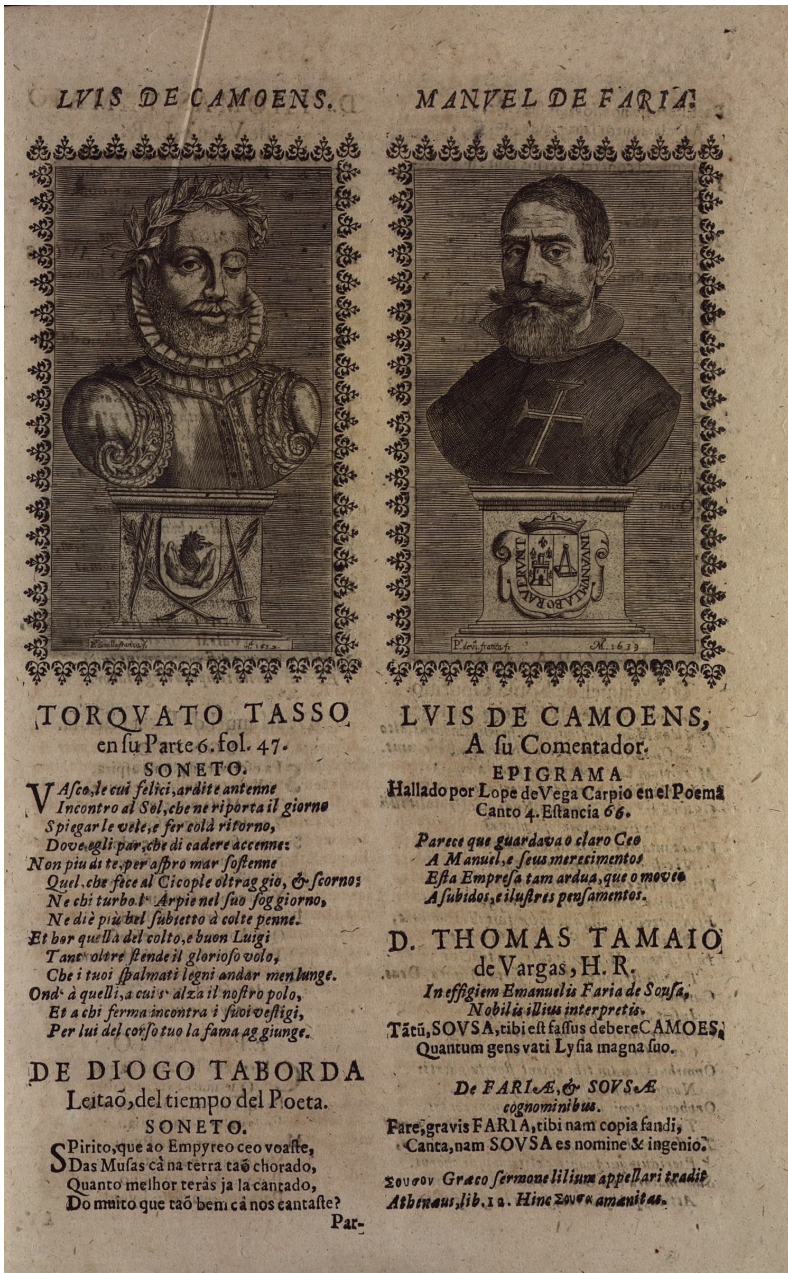 LVIS DE CAMOENS.
TORQVATO TASSO
en ſu Parte 6. fol. 47.
SONETO.
VAſco, le cui felici, ardite antenne
Incontro al Sol, che ne riporta il giorno
Spiegar le vele, e fer colà ritorno,
Dove egli par, che di cadere accenne:
Non piu di te, per aſpro mar ſoſtenne
Quel, che fece al Cicople oltraggio, & ſcorno:
Ne chi turbò l' Arpie nel ſuo ſoggiorno,
Ne diè piu bel ſubietto à colte penne.
Et hor quella del colto, e buon Luigi
Tant' oltre ſtende il glorioſo volo,
Che i tuoi ſpalmati legni andar men lunge.
Ond' à quelli, a cui s' alza il noſtro polo,
Et a chi ferma incontra i ſuoi veſtigi,
Per lui del corſo tuo la fama aggiunge.
DE DIOGO TABORDA
Leitaõ, del tiempo del Poeta.
SONETO.
SPirito, que ao Empyreo ceo voaſte,
Das Muſas cà na terra taõ chorado,
Quanto melhor teràs ja la cantado,
Do muito que taõ bem cà nos cantaſte?
Par-
MANVEL DE FARIA.
INVANUM LABORAVERVNT
1639
LVIS DE CAMOENS,
A ſu Comentador.
EPIGRAMA
Hallado por Lope de Vega Carpio en el Poema
Canto 4. Eſtancia 66.
Parece que guardava o claro Ceo
A Manuel, e ſeus merecimentos
Eſta Empreſa tam ardua, que o moveo
A ſubidos, e iluſtres penſamentos.
D. THOMAS TAMAIO
de Vargas, H. R.
In effigiem Emanuelis Faria de Souſa,
Nobilis illius interpretis.
Tãtũ, SOVSA, tibi eſt faſſus debere CAMOES,
Quantum gens vati Lyſia magna ſuo.
De FARIÆ, & SOVSÆ
cognominibus.
Fare, gravis FARIA, tibi nam copia fandi,
Canta, nam SOVSA es nomine & ingenio.
Σουσον Græco ſermone lilium appellari tradit
Athenæus, lib. 12. Hinc Σουσα amænitas.